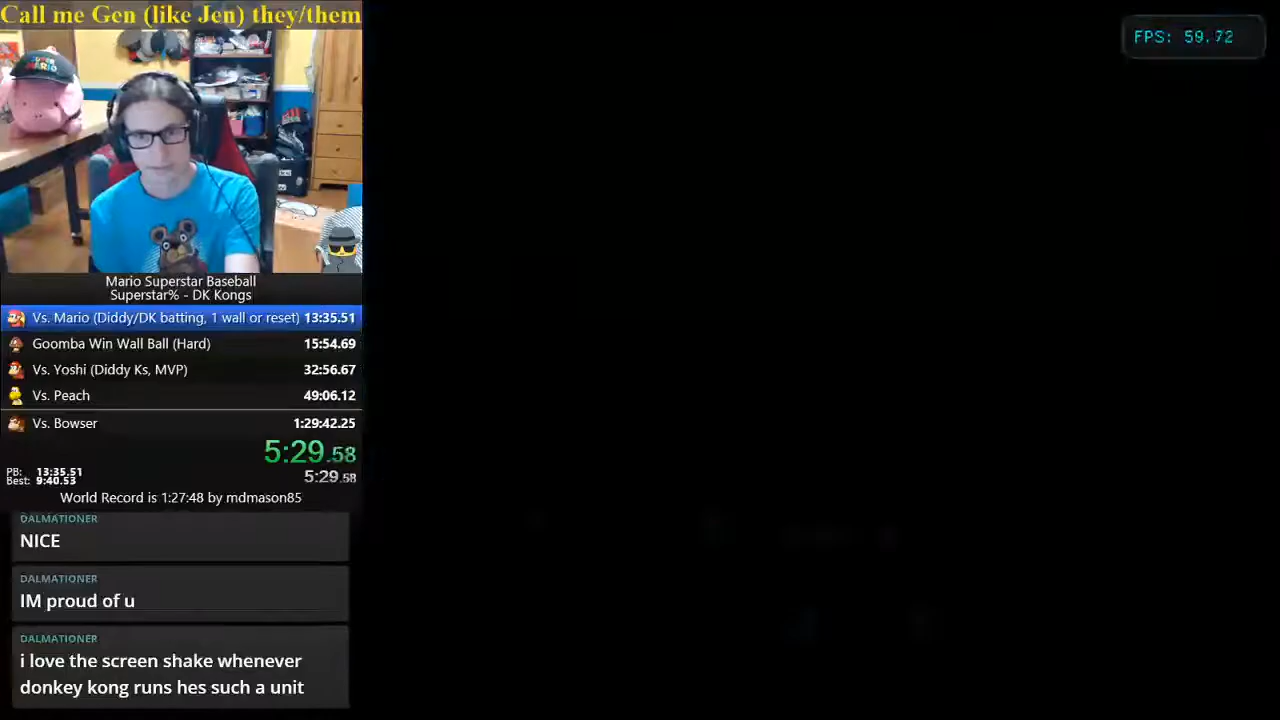 Call me Gen (like Jen) they/them
FPS: 59.72
SUPER
MARIO
Mario Superstar Baseball
Superstar% - DK Kongs
Vs. Mario (Diddy/DK batting, 1 wall or reset) 13:35.51
Goomba Win Wall Ball (Hard) 15:54.69
Vs. Yoshi (Diddy Ks, MVP) 32:56.67
Vs. Peach 49:06.12
Vs. Bowser 1:29:42.25
5:29.58
PB: 13:35.51
Best: 9:40.53
5:29.58
World Record is 1:27:48 by mdmason85
DALMATIONER
NICE
DALMATIONER
IM proud of u
DALMATIONER
i love the screen shake whenever
donkey kong runs hes such a unit